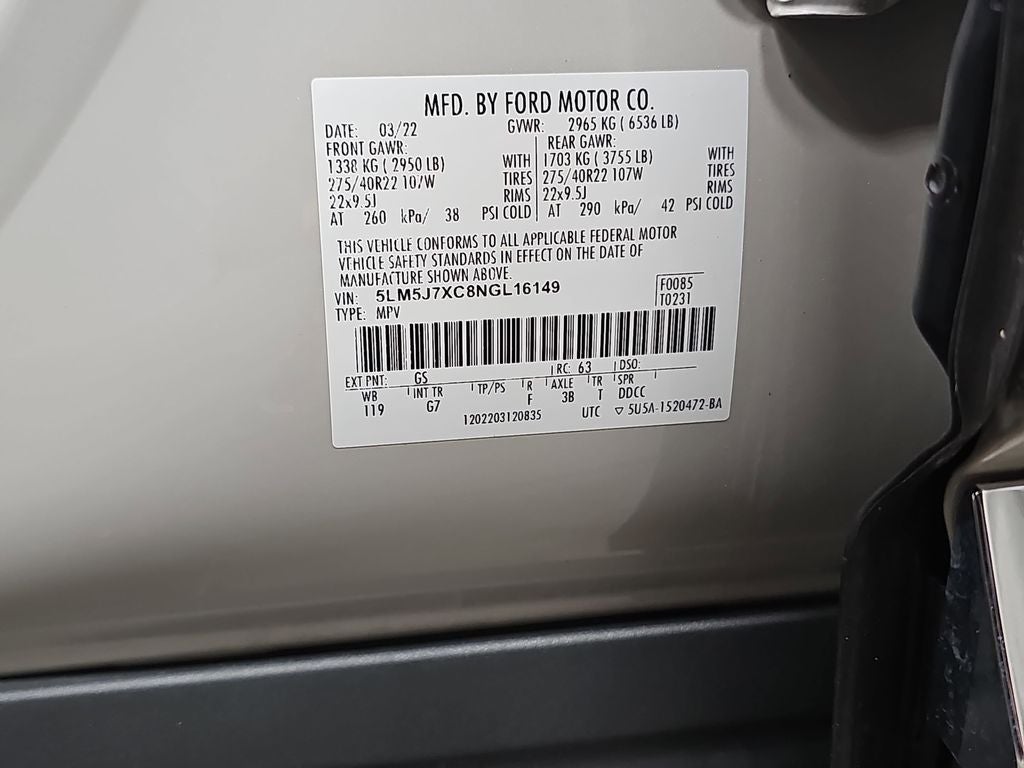 MFD. BY FORD MOTOR CO.
DATE: 03/22 GVWR: 2965 KG ( 6536 LB)
FRONT GAWR: REAR GAWR:
1338 KG ( 2950 LB) WITH 1703 KG ( 3755 LB) WITH
275/40R22 107W TIRES 275/40R22 107W TIRES
22x9.5J RIMS 22x9.5J RIMS
AT 260 kPa/ 38 PSI COLD AT 290 kPa/ 42 PSI COLD
THIS VEHICLE CONFORMS TO ALL APPLICABLE FEDERAL MOTOR
VEHICLE SAFETY STANDARDS IN EFFECT ON THE DATE OF
MANUFACTURE SHOWN ABOVE.
VIN: 5LM5J7XC8NGL16149 F0085
TYPE: MPV T0231
EXT PNT: GS RC: 63 DSO:
WB INT TR TP/PS R AXLE TR SPR
119 G7 F 3B T DDCC
1202203120835 UTC ▽ 5U5A-1520472-BA